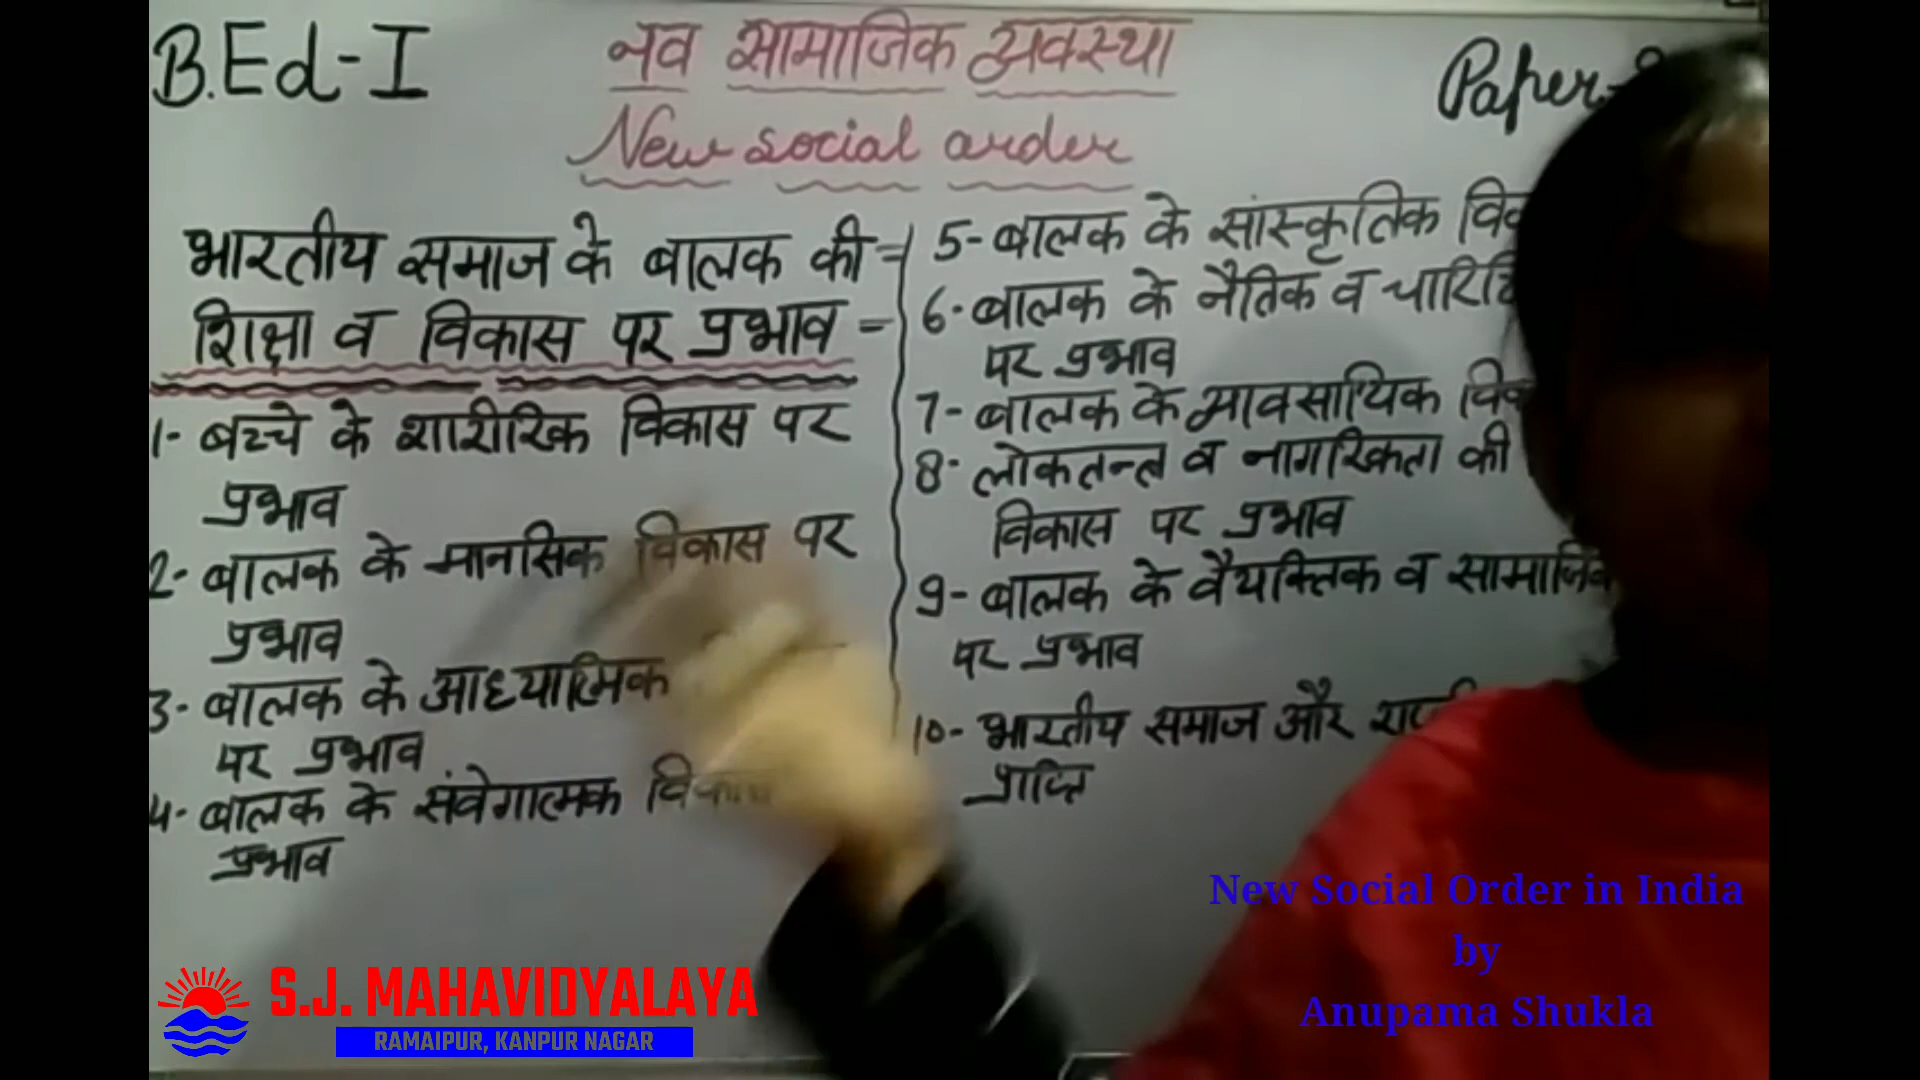 B.Ed-I
नव सामाजिक व्यवस्था
New social order
Paper-
भारतीय समाज के बालक की
शिक्षा व विकास पर प्रभाव -
1- बच्चे के शारीरिक विकास पर
प्रभाव
2- बालक के मानसिक विकास पर
प्रभाव
3- बालक के आध्यात्मिक
पर प्रभाव
4- बालक के संवेगात्मक विकास
प्रभाव
5- बालक के सांस्कृतिक
6- बालक के नैतिक व
पर प्रभाव
7- बालक के व्यावसायिक
8- लोकतन्त्र व नागरिकता की
विकास पर प्रभाव
9- बालक के वैयक्तिक व
पर प्रभाव
10- भारतीय समाज और
प्राप्ति
New Social Order in India
by
Anupama Shukla
S.J. MAHAVIDYALAYA
RAMAIPUR, KANPUR NAGAR